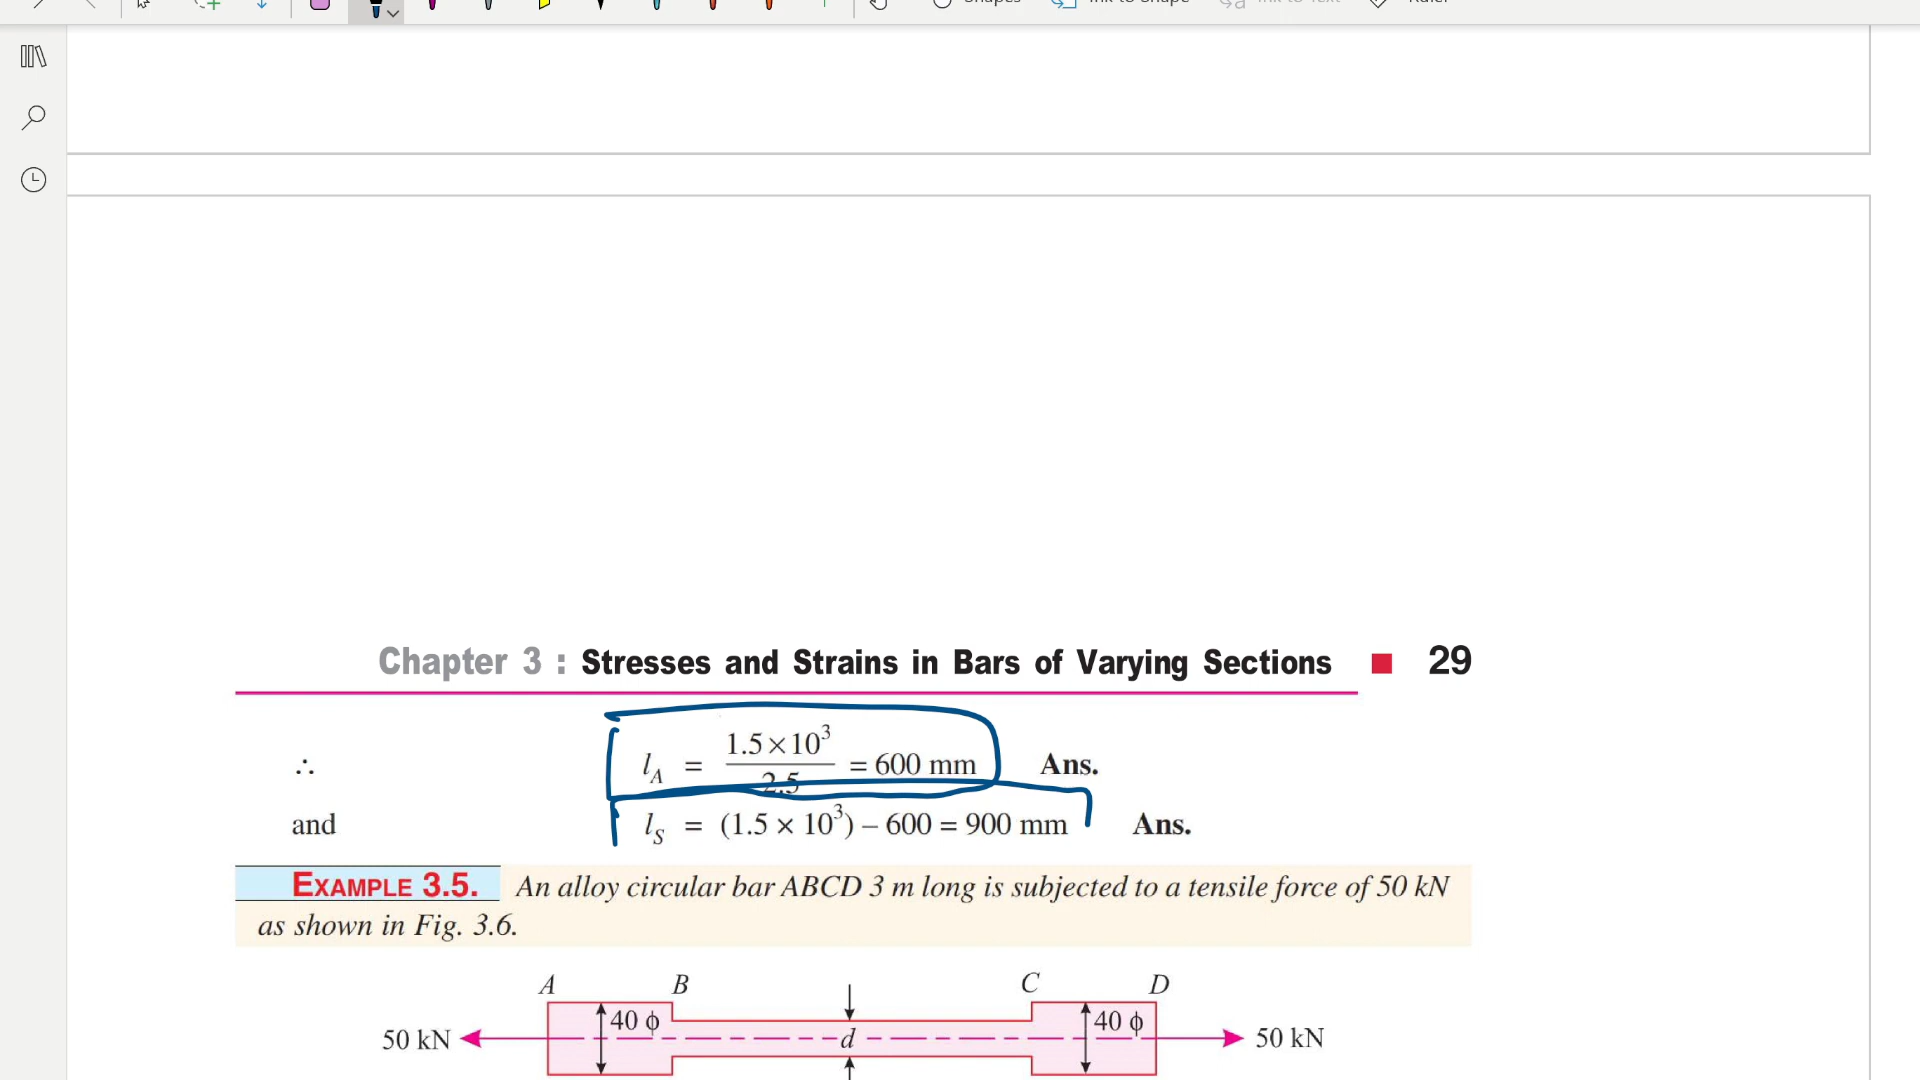 Chapter 3 : Stresses and Strains in Bars of Varying Sections ■ 29
∴ l_A = 1.5×10³ / 2.5 = 600 mm Ans.
and l_S = (1.5 × 10³) – 600 = 900 mm Ans.
EXAMPLE 3.5. An alloy circular bar ABCD 3 m long is subjected to a tensile force of 50 kN
as shown in Fig. 3.6.
A B C D
40 ϕ 40 ϕ
50 kN d 50 kN